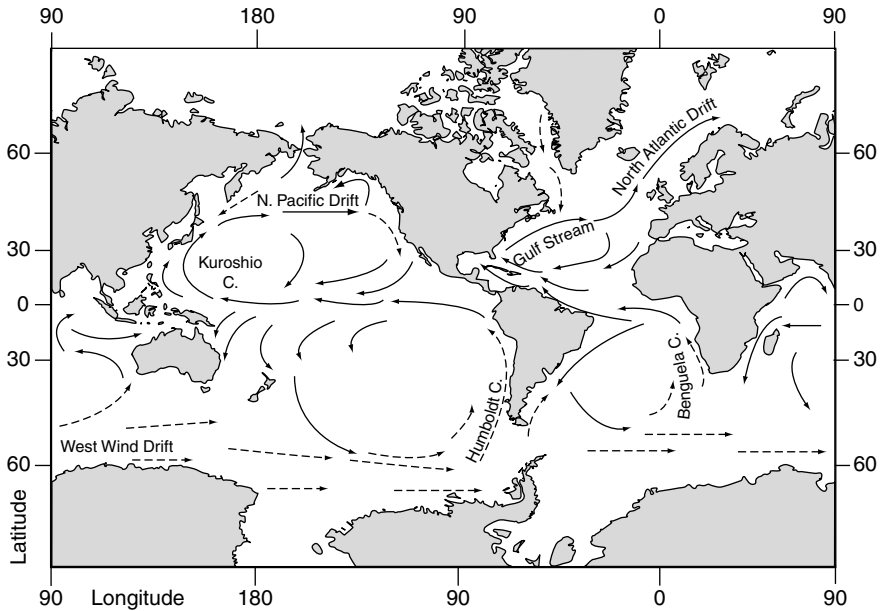 90 180 90 0 90
60 60
North Atlantic Drift
N. Pacific Drift
Gulf Stream
30 30
Kuroshio
C.
0 0
30 30
Benguela C.
Humboldt C.
West Wind Drift
60 60
Latitude
90 Longitude 180 90 0 90